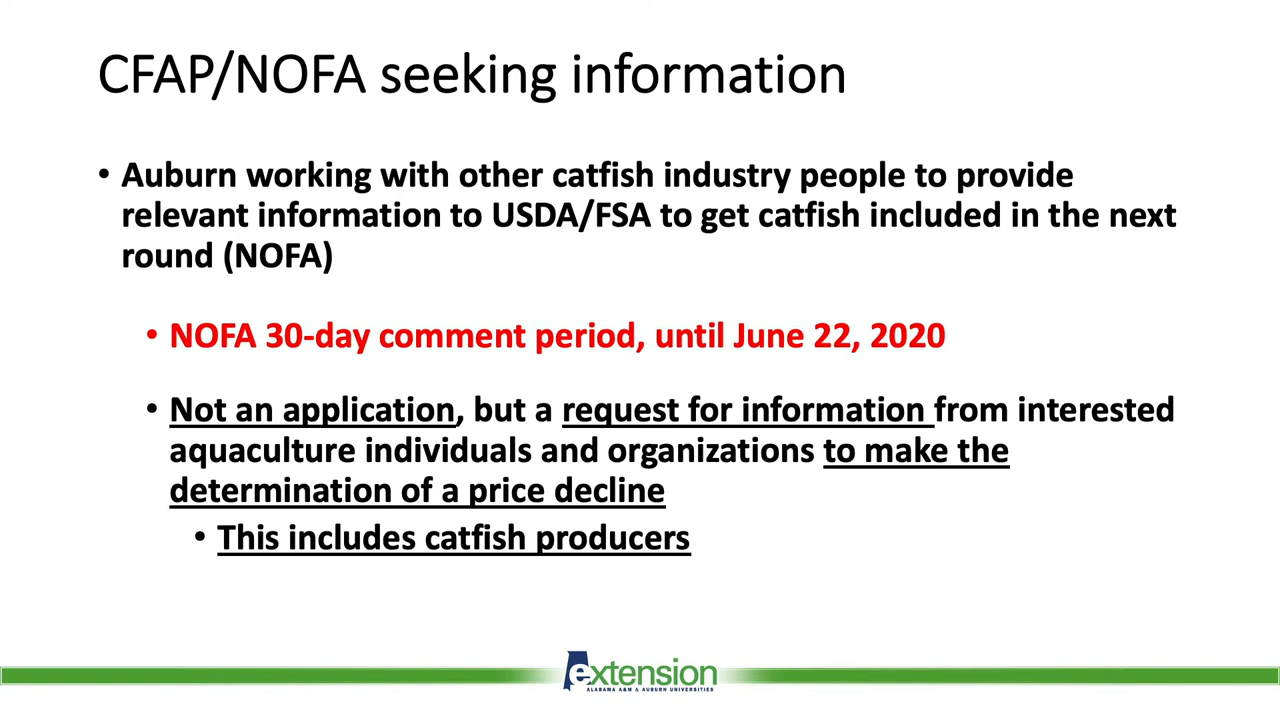 CFAP/NOFA seeking information
• Auburn working with other catfish industry people to provide
relevant information to USDA/FSA to get catfish included in the next
round (NOFA)
• NOFA 30-day comment period, until June 22, 2020
• Not an application, but a request for information from interested
aquaculture individuals and organizations to make the
determination of a price decline
• This includes catfish producers
extension
ALABAMA A&M & AUBURN UNIVERSITIES